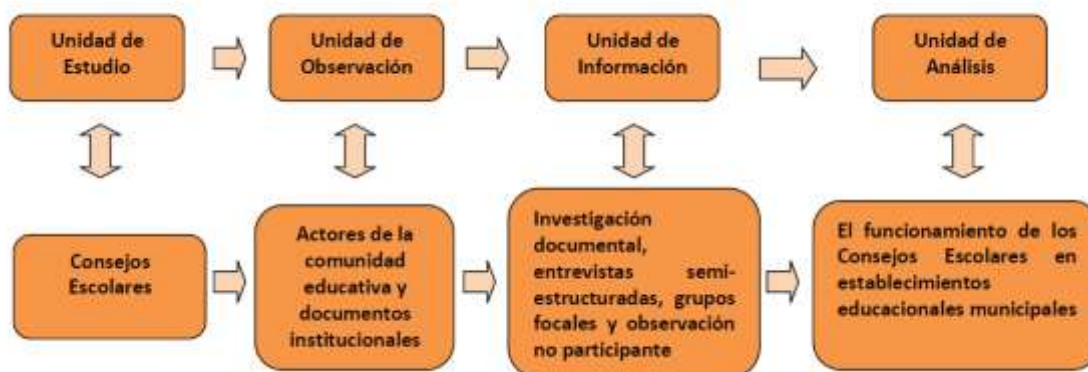 Unidad de
Estudio
Unidad de
Observación
Unidad de
Información
Unidad de
Análisis
Consejos
Escolares
Actores de la
comunidad
educativa y
documentos
institucionales
Investigación
documental,
entrevistas semi-
estructuradas, grupos
focales y observación
no participante
El funcionamiento de los
Consejos Escolares en
establecimientos
educacionales municipales